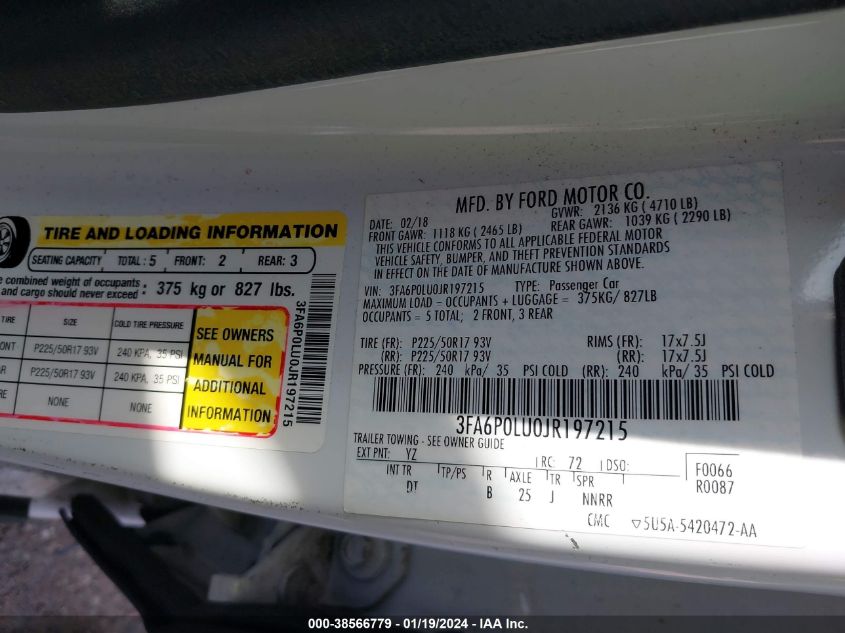 TIRE AND LOADING INFORMATION
SEATING CAPACITY TOTAL: 5 FRONT: 2 REAR: 3
e combined weight of occupants
and cargo should never exceed : 375 kg or 827 lbs.
TIRE SIZE COLD TIRE PRESSURE
ONT P225/50R17 93V 240 KPA, 35 PSI
AR P225/50R17 93V 240 KPA, 35 PSI
RE NONE NONE
SEE OWNERS
MANUAL FOR
ADDITIONAL
INFORMATION
3FA6P0LU0JR197215
MFD. BY FORD MOTOR CO.
DATE: 02/18 GVWR: 2136 KG ( 4710 LB)
FRONT GAWR: 1118 KG ( 2465 LB) REAR GAWR: 1039 KG ( 2290 LB)
THIS VEHICLE CONFORMS TO ALL APPLICABLE FEDERAL MOTOR
VEHICLE SAFETY, BUMPER, AND THEFT PREVENTION STANDARDS
IN EFFECT ON THE DATE OF MANUFACTURE SHOWN ABOVE.
VIN: 3FA6P0LU0JR197215 TYPE: Passenger Car
MAXIMUM LOAD - OCCUPANTS + LUGGAGE = 375KG/ 827LB
OCCUPANTS = 5 TOTAL; 2 FRONT, 3 REAR
TIRE (FR): P225/50R17 93V RIMS (FR): 17x7.5J
(RR): P225/50R17 93V (RR): 17x7.5J
PRESSURE (FR): 240 kPa/ 35 PSI COLD (RR): 240 kPa/ 35 PSI COLD
3FA6P0LU0JR197215
TRAILER TOWING - SEE OWNER GUIDE
EXT PNT: YZ RC: 72 DSO: F0066
INT TR TP/PS R AXLE TR SPR R0087
DT B 25 J NNRR
CMC 5U5A-5420472-AA
000-38566779 - 01/19/2024 - IAA Inc.